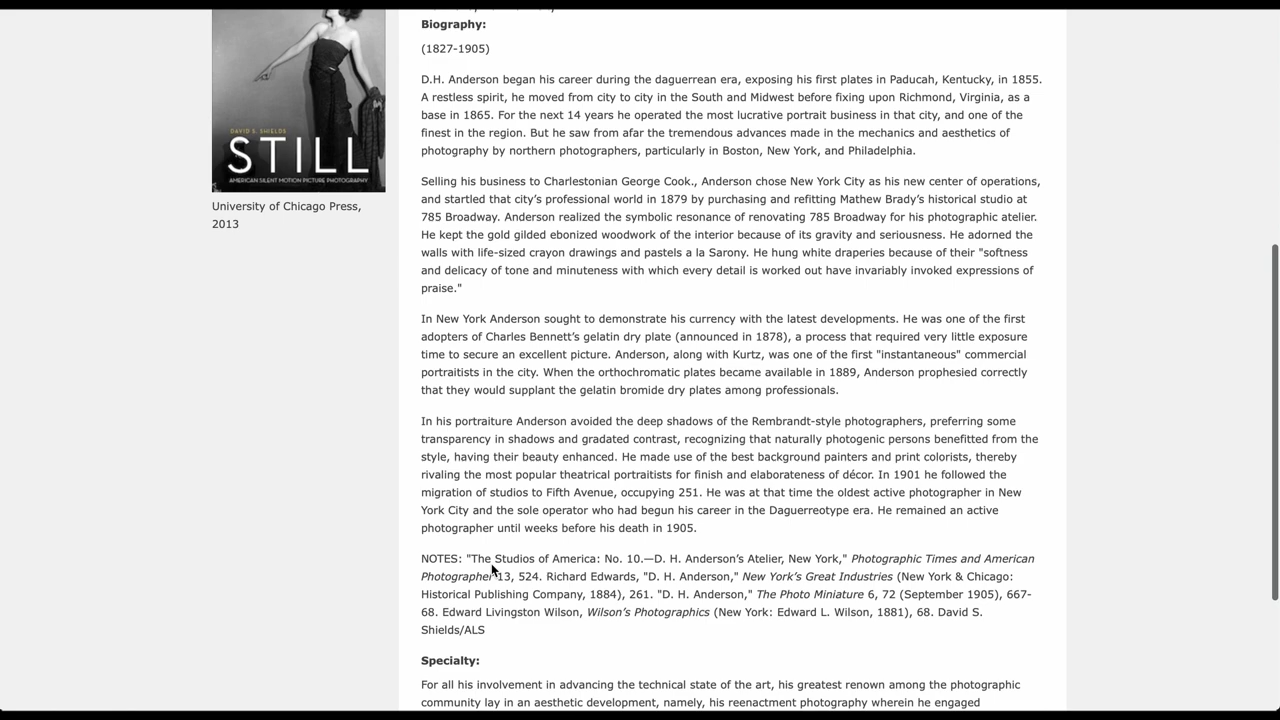 Biography:
(1827-1905)
D.H. Anderson began his career during the daguerrean era, exposing his first plates in Paducah, Kentucky, in 1855.
A restless spirit, he moved from city to city in the South and Midwest before fixing upon Richmond, Virginia, as a
base in 1865. For the next 14 years he operated the most lucrative portrait business in that city, and one of the
finest in the region. But he saw from afar the tremendous advances made in the mechanics and aesthetics of
photography by northern photographers, particularly in Boston, New York, and Philadelphia.
Selling his business to Charlestonian George Cook., Anderson chose New York City as his new center of operations,
and startled that city’s professional world in 1879 by purchasing and refitting Mathew Brady’s historical studio at
785 Broadway. Anderson realized the symbolic resonance of renovating 785 Broadway for his photographic atelier.
He kept the gold gilded ebonized woodwork of the interior because of its gravity and seriousness. He adorned the
walls with life-sized crayon drawings and pastels a la Sarony. He hung white draperies because of their "softness
and delicacy of tone and minuteness with which every detail is worked out have invariably invoked expressions of
praise."
In New York Anderson sought to demonstrate his currency with the latest developments. He was one of the first
adopters of Charles Bennett’s gelatin dry plate (announced in 1878), a process that required very little exposure
time to secure an excellent picture. Anderson, along with Kurtz, was one of the first "instantaneous" commercial
portraitists in the city. When the orthochromatic plates became available in 1889, Anderson prophesied correctly
that they would supplant the gelatin bromide dry plates among professionals.
In his portraiture Anderson avoided the deep shadows of the Rembrandt-style photographers, preferring some
transparency in shadows and gradated contrast, recognizing that naturally photogenic persons benefitted from the
style, having their beauty enhanced. He made use of the best background painters and print colorists, thereby
rivaling the most popular theatrical portraitists for finish and elaborateness of décor. In 1901 he followed the
migration of studios to Fifth Avenue, occupying 251. He was at that time the oldest active photographer in New
York City and the sole operator who had begun his career in the Daguerreotype era. He remained an active
photographer until weeks before his death in 1905.
NOTES: "The Studios of America: No. 10.—D. H. Anderson’s Atelier, New York," Photographic Times and American
Photographer 13, 524. Richard Edwards, "D. H. Anderson," New York’s Great Industries (New York & Chicago:
Historical Publishing Company, 1884), 261. "D. H. Anderson," The Photo Miniature 6, 72 (September 1905), 667-
68. Edward Livingston Wilson, Wilson’s Photographics (New York: Edward L. Wilson, 1881), 68. David S.
Shields/ALS
Specialty:
For all his involvement in advancing the technical state of the art, his greatest renown among the photographic
community lay in an aesthetic development, namely, his reenactment photography wherein he engaged
DAVID S. SHIELDS
STILL
AMERICAN SILENT MOTION PICTURE PHOTOGRAPHY
University of Chicago Press,
2013